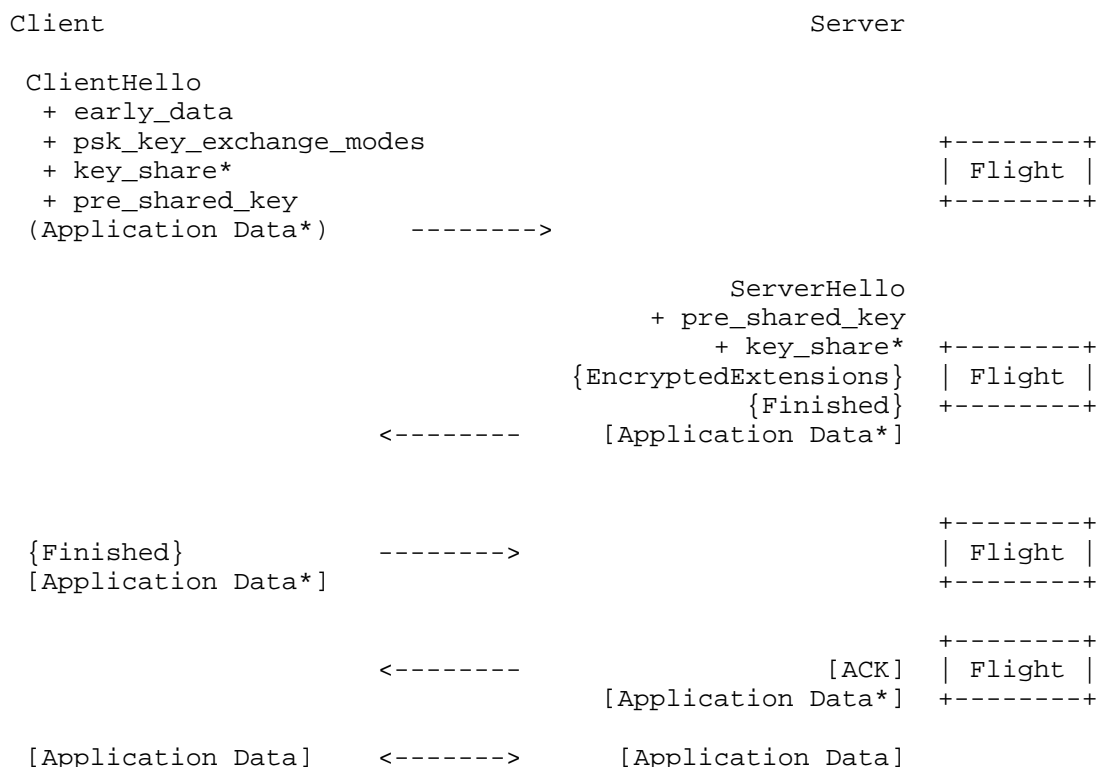 Client                                             Server

 ClientHello
  + early_data
  + psk_key_exchange_modes                                +--------+
  + key_share*                                            | Flight |
  + pre_shared_key                                        +--------+
 (Application Data*)     -------->

                                             ServerHello
                                        + pre_shared_key
                                            + key_share*  +--------+
                                   {EncryptedExtensions}  | Flight |
                                              {Finished}  +--------+
                       <--------     [Application Data*]

                                                          +--------+
 {Finished}            -------->                          | Flight |
 [Application Data*]                                      +--------+

                                                          +--------+
                       <--------                   [ACK]  | Flight |
                                     [Application Data*]  +--------+

 [Application Data]    <------->      [Application Data]